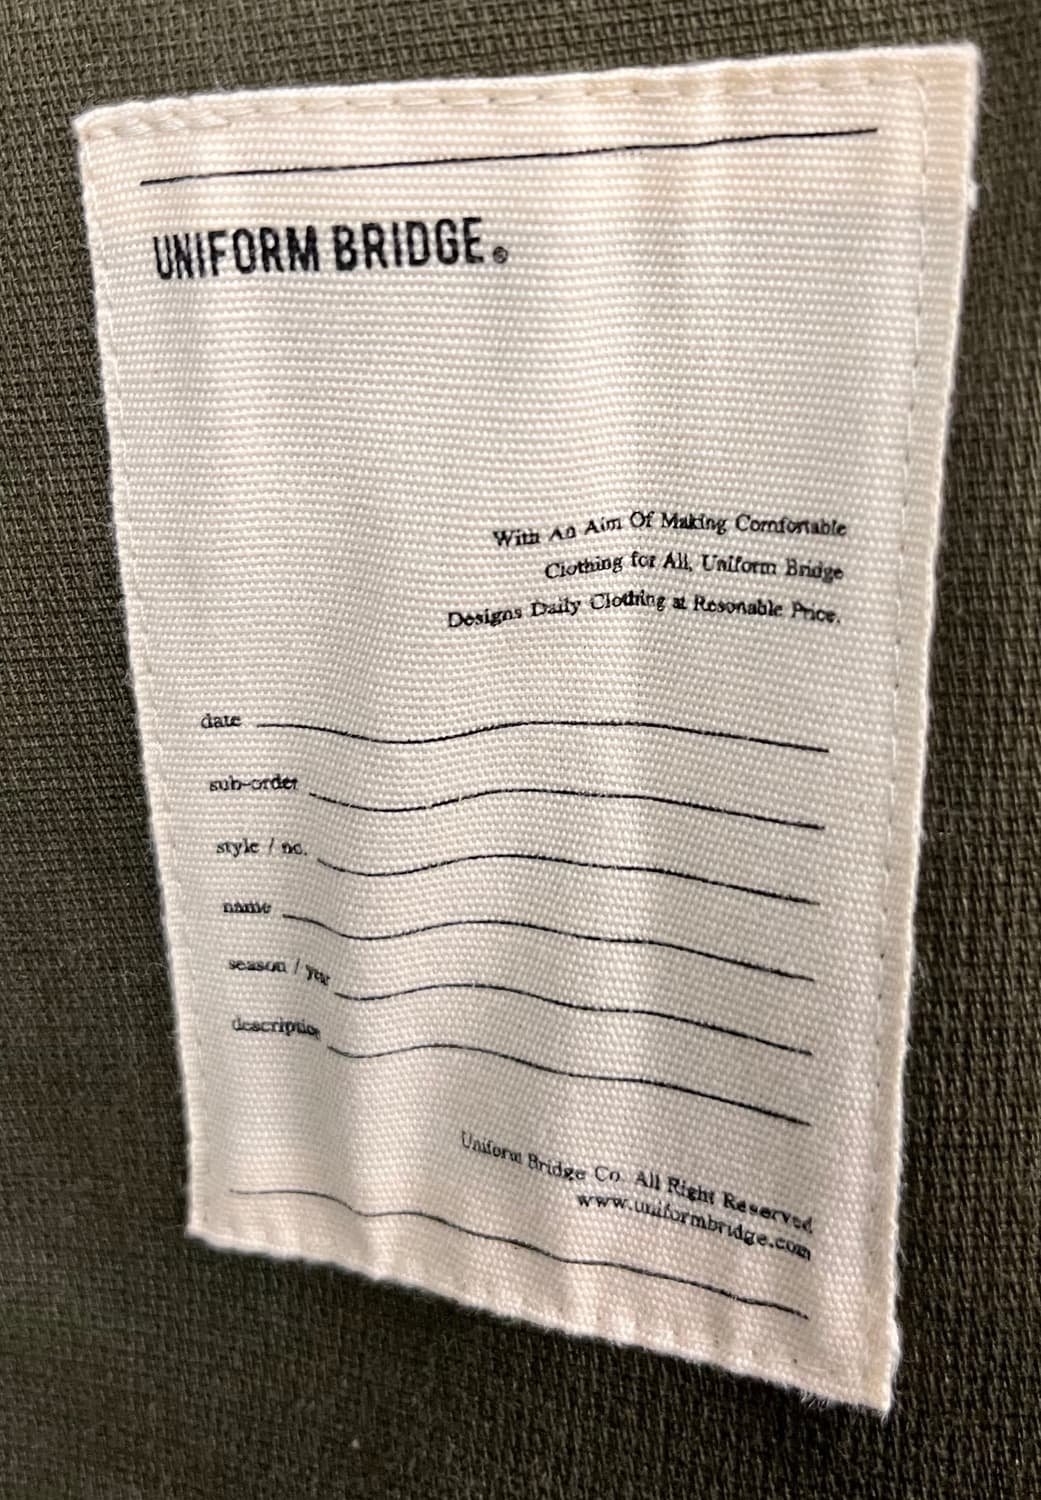 UNIFORM BRIDGE®
With An Aim Of Making Comfortable
Clothing for All, Uniform Bridge
Designs Daily Clothing at Resonable Price.
date
sub-order
style / no.
name
season / year
description
Uniform Bridge Co. All Right Reserved
www.uniformbridge.com